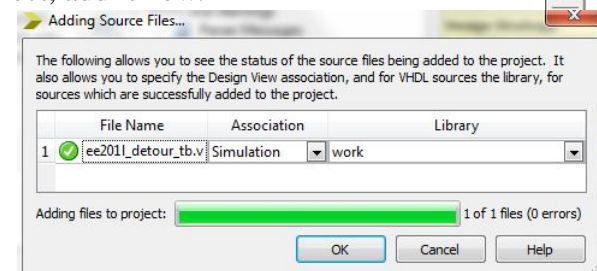 Adding Source Files...
The following allows you to see the status of the source files being added to the project. It
also allows you to specify the Design View association, and for VHDL sources the library, for
sources which are successfully added to the project.
File Name Association Library
1 ee201l_detour_tb.v Simulation work
Adding files to project: 1 of 1 files (0 errors)
OK Cancel Help